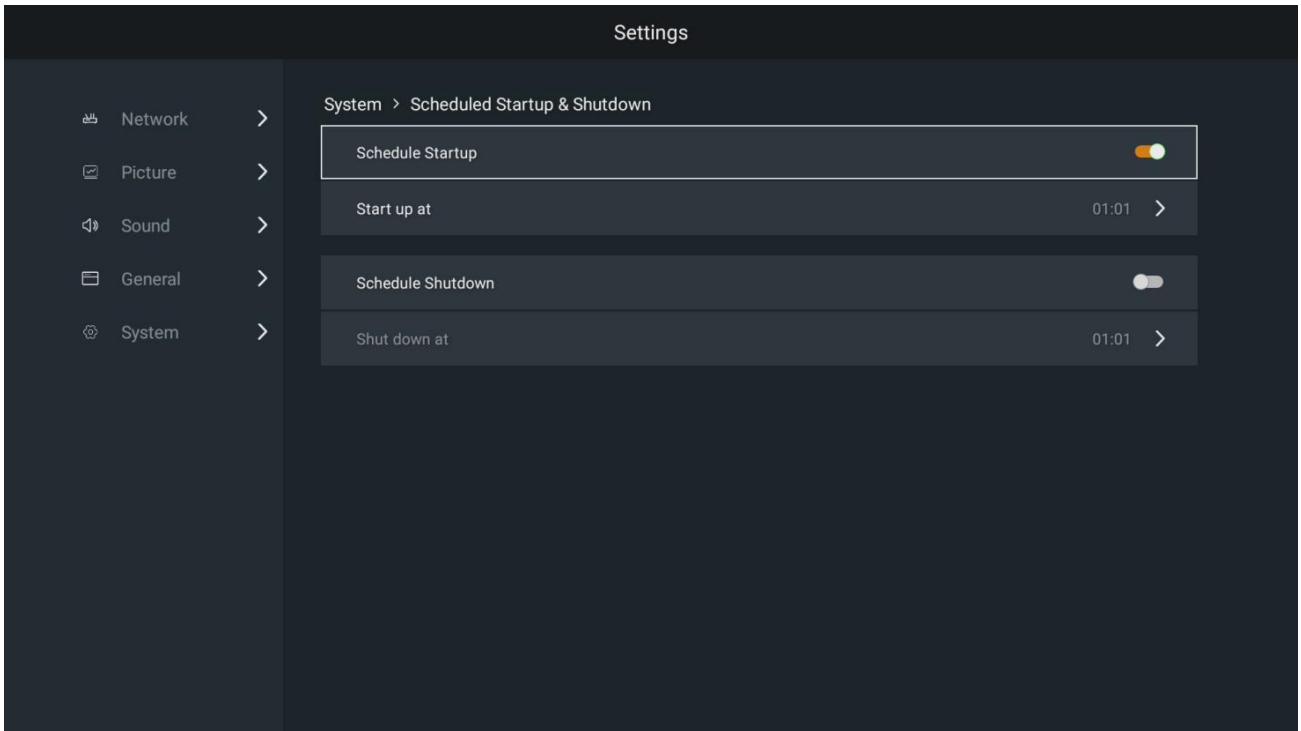 Settings
Network
Picture
Sound
General
System
System > Scheduled Startup & Shutdown
Schedule Startup
Start up at 01:01
Schedule Shutdown
Shut down at 01:01